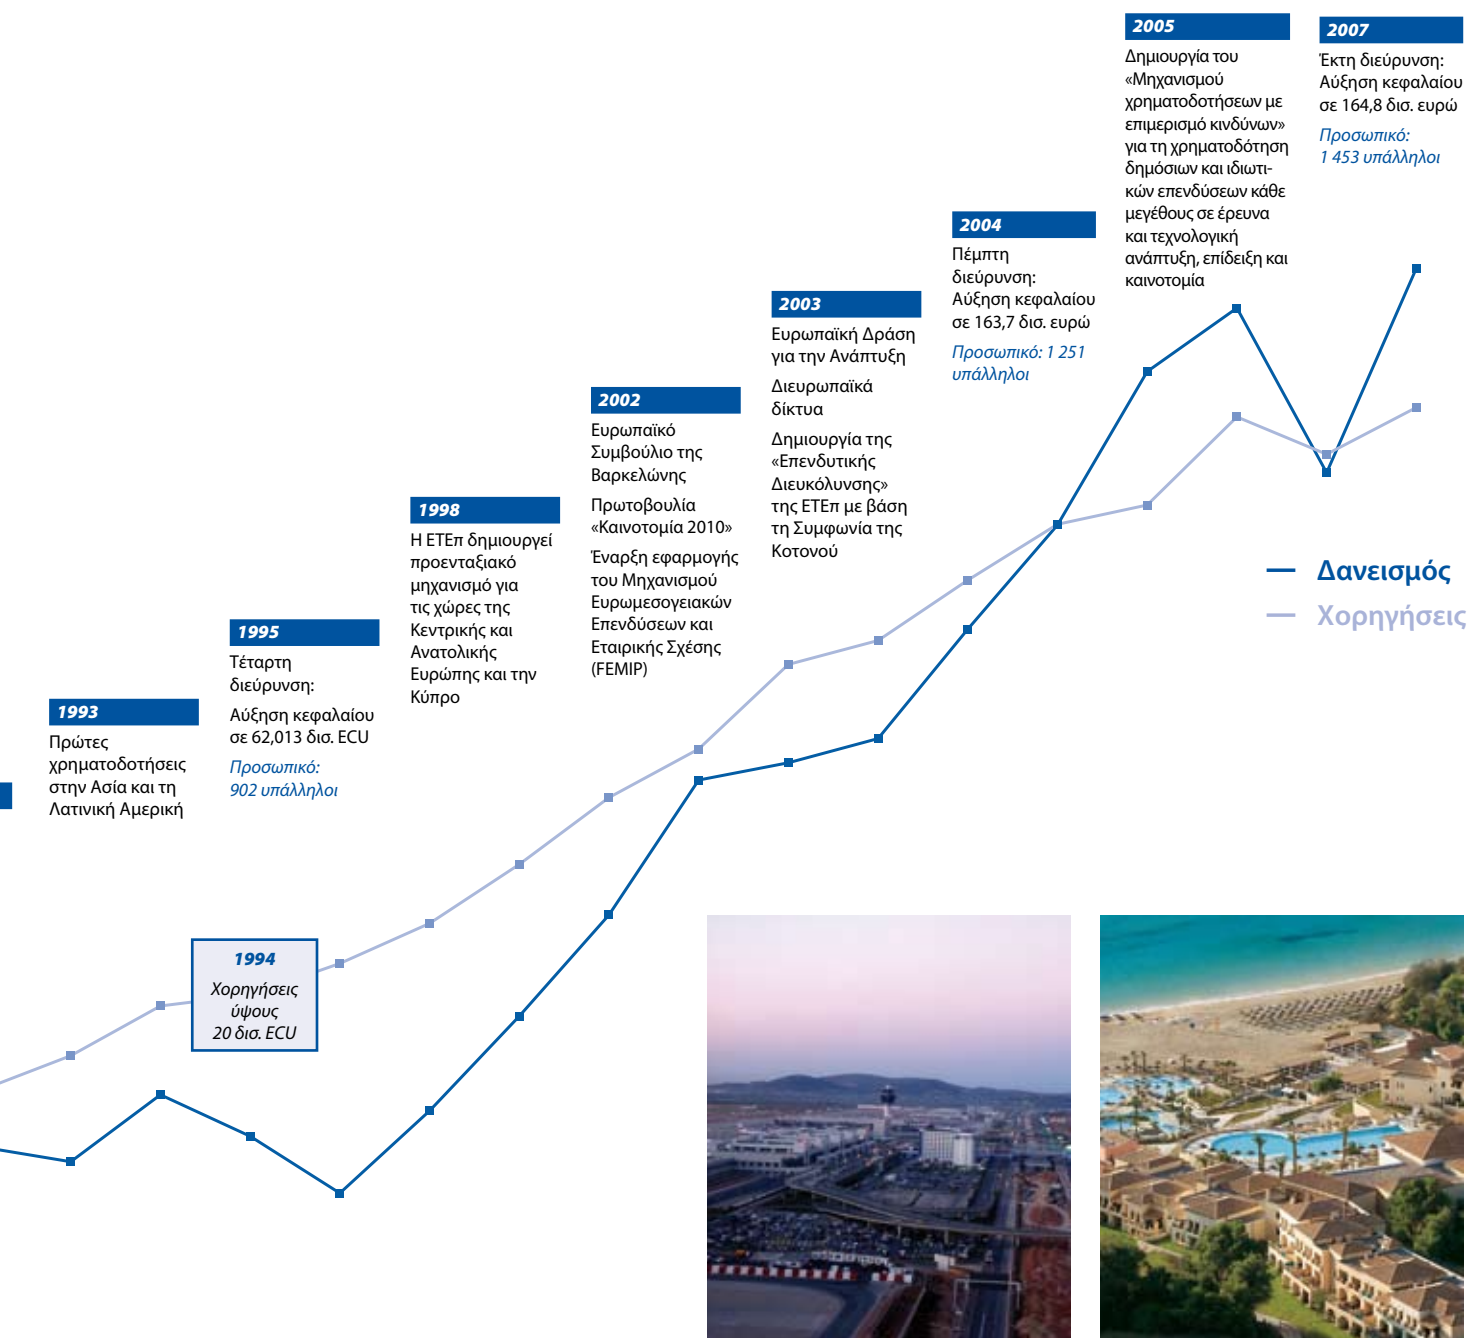 1993
Πρώτες
χρηματοδοτήσεις
στην Ασία και τη
Λατινική Αμερική
1994
Χορηγήσεις
ύψους
20 δισ. ECU
1995
Τέταρτη
διεύρυνση:
Αύξηση κεφαλαίου
σε 62,013 δισ. ECU
Προσωπικό:
902 υπάλληλοι
1998
Η ΕΤΕπ δημιουργεί
προενταξιακό
μηχανισμό για
τις χώρες της
Κεντρικής και
Ανατολικής
Ευρώπης και την
Κύπρο
2002
Ευρωπαϊκό
Συμβούλιο της
Βαρκελώνης
Πρωτοβουλία
«Καινοτομία 2010»
Έναρξη εφαρμογής
του Μηχανισμού
Ευρωμεσογειακών
Επενδύσεων και
Εταιρικής Σχέσης
(FEMIP)
2003
Ευρωπαϊκή Δράση
για την Ανάπτυξη
Διευρωπαϊκά
δίκτυα
Δημιουργία της
«Επενδυτικής
Διευκόλυνσης»
της ΕΤΕπ με βάση
τη Συμφωνία της
Κοτονού
2004
Πέμπτη
διεύρυνση:
Αύξηση κεφαλαίου
σε 163,7 δισ. ευρώ
Προσωπικό: 1 251
υπάλληλοι
2005
Δημιουργία του
«Μηχανισμού
χρηματοδοτήσεων με
επιμερισμό κινδύνων»
για τη χρηματοδότηση
δημόσιων και ιδιωτι-
κών επενδύσεων κάθε
μεγέθους σε έρευνα
και τεχνολογική
ανάπτυξη, επίδειξη και
καινοτομία
2007
Έκτη διεύρυνση:
Αύξηση κεφαλαίου
σε 164,8 δισ. ευρώ
Προσωπικό:
1 453 υπάλληλοι
Δανεισμός
Χορηγήσεις